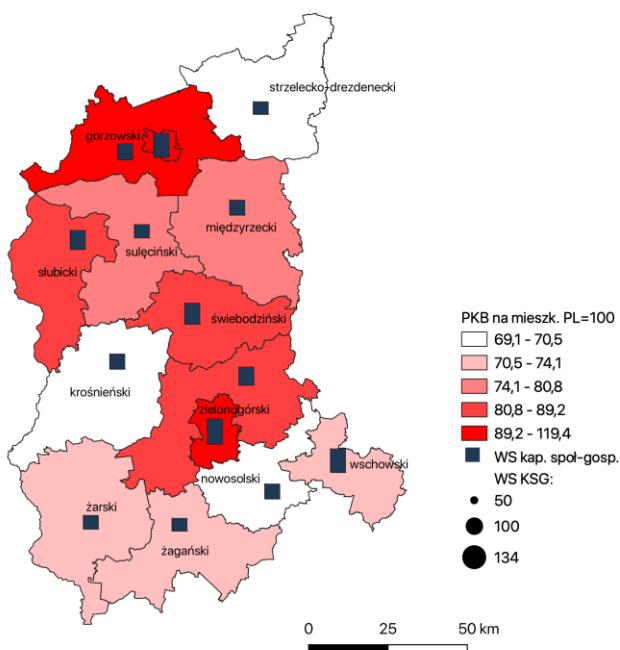 strzelecko-drezdenecki
gorzowski
międzyrzecki
sulęciński
słubicki
świebodziński
krośnieński
zielonogórski
nowosolski
wschowski
żarski
żagański
PKB na mieszk. PL=100
69,1 - 70,5
70,5 - 74,1
74,1 - 80,8
80,8 - 89,2
89,2 - 119,4
WS kap. społ-gosp.
WS KSG:
50
100
134
0 25 50 km